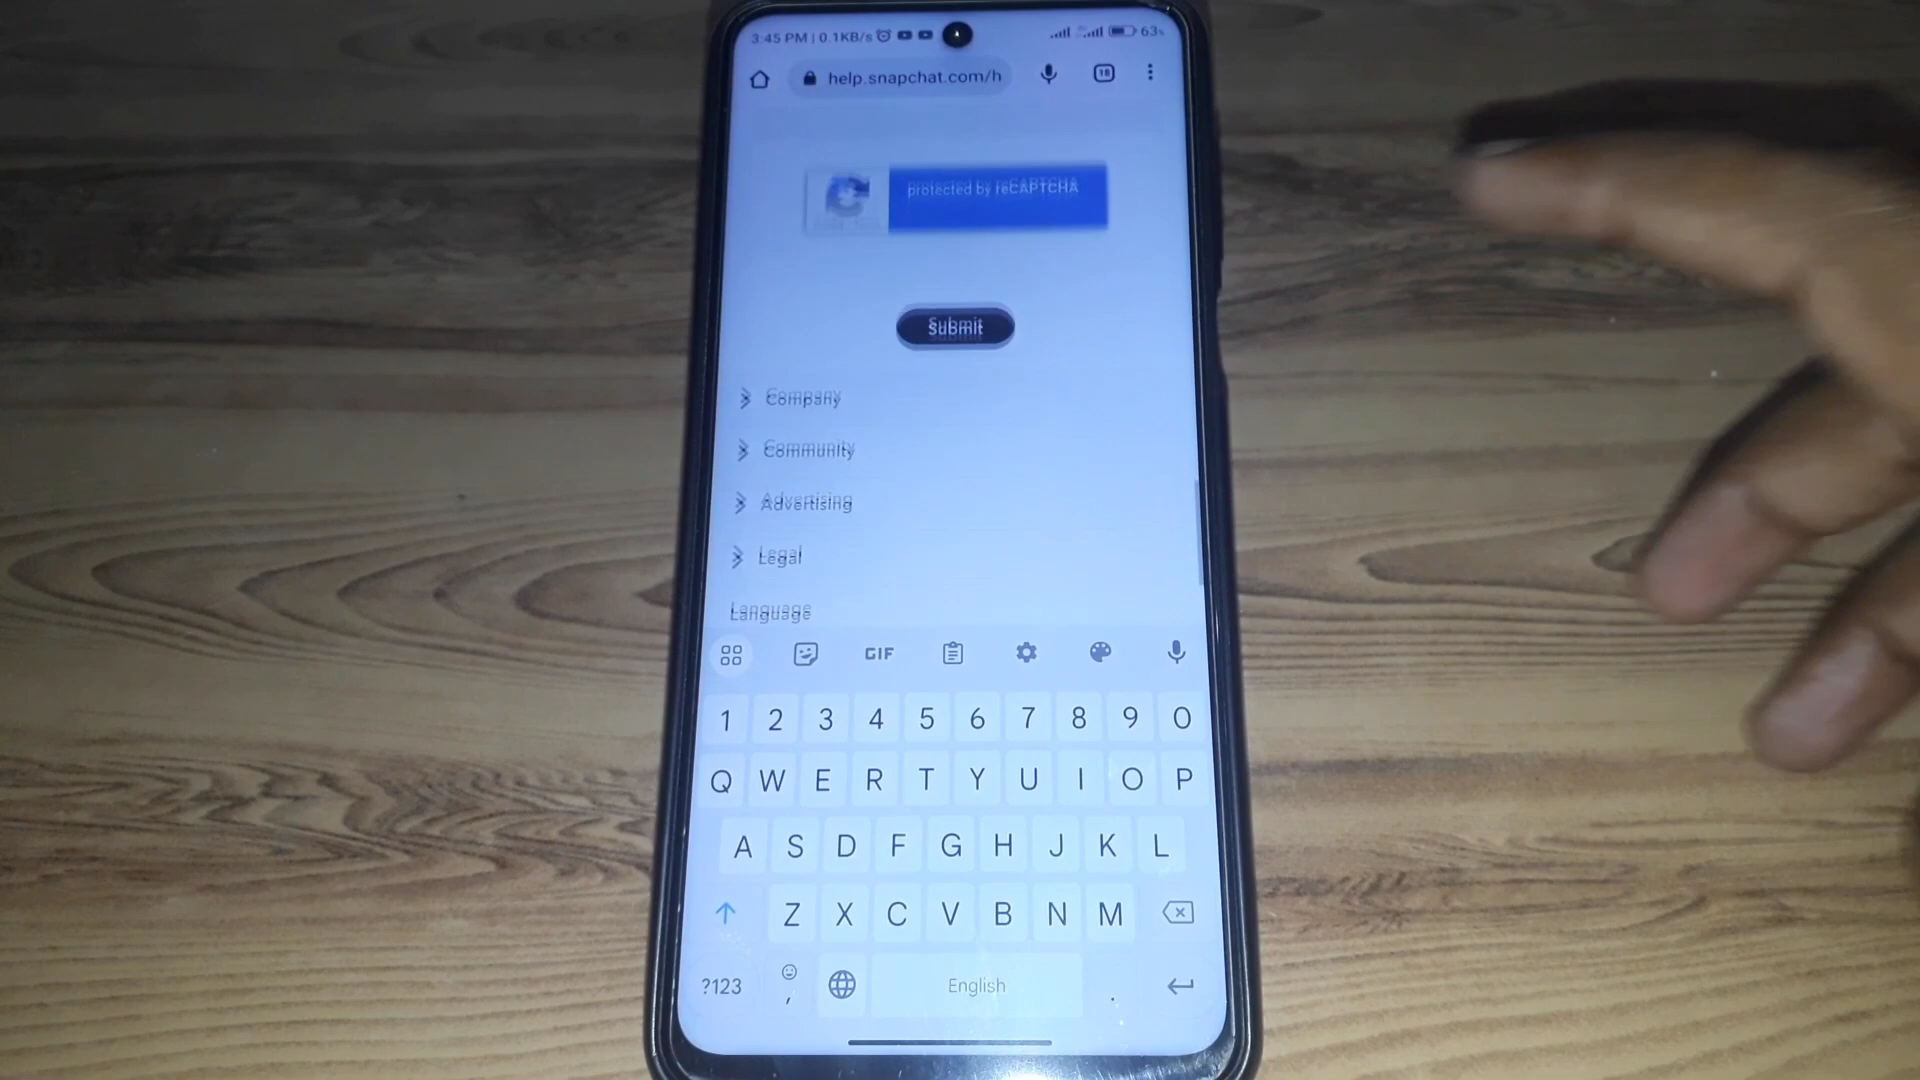 3:45 PM | 0.1KB/s
63%
help.snapchat.com/h
18
protected by reCAPTCHA
Submit
Company
Community
Advertising
Legal
Language
GIF
1 2 3 4 5 6 7 8 9 0
Q W E R T Y U I O P
A S D F G H J K L
Z X C V B N M
?123 , English .